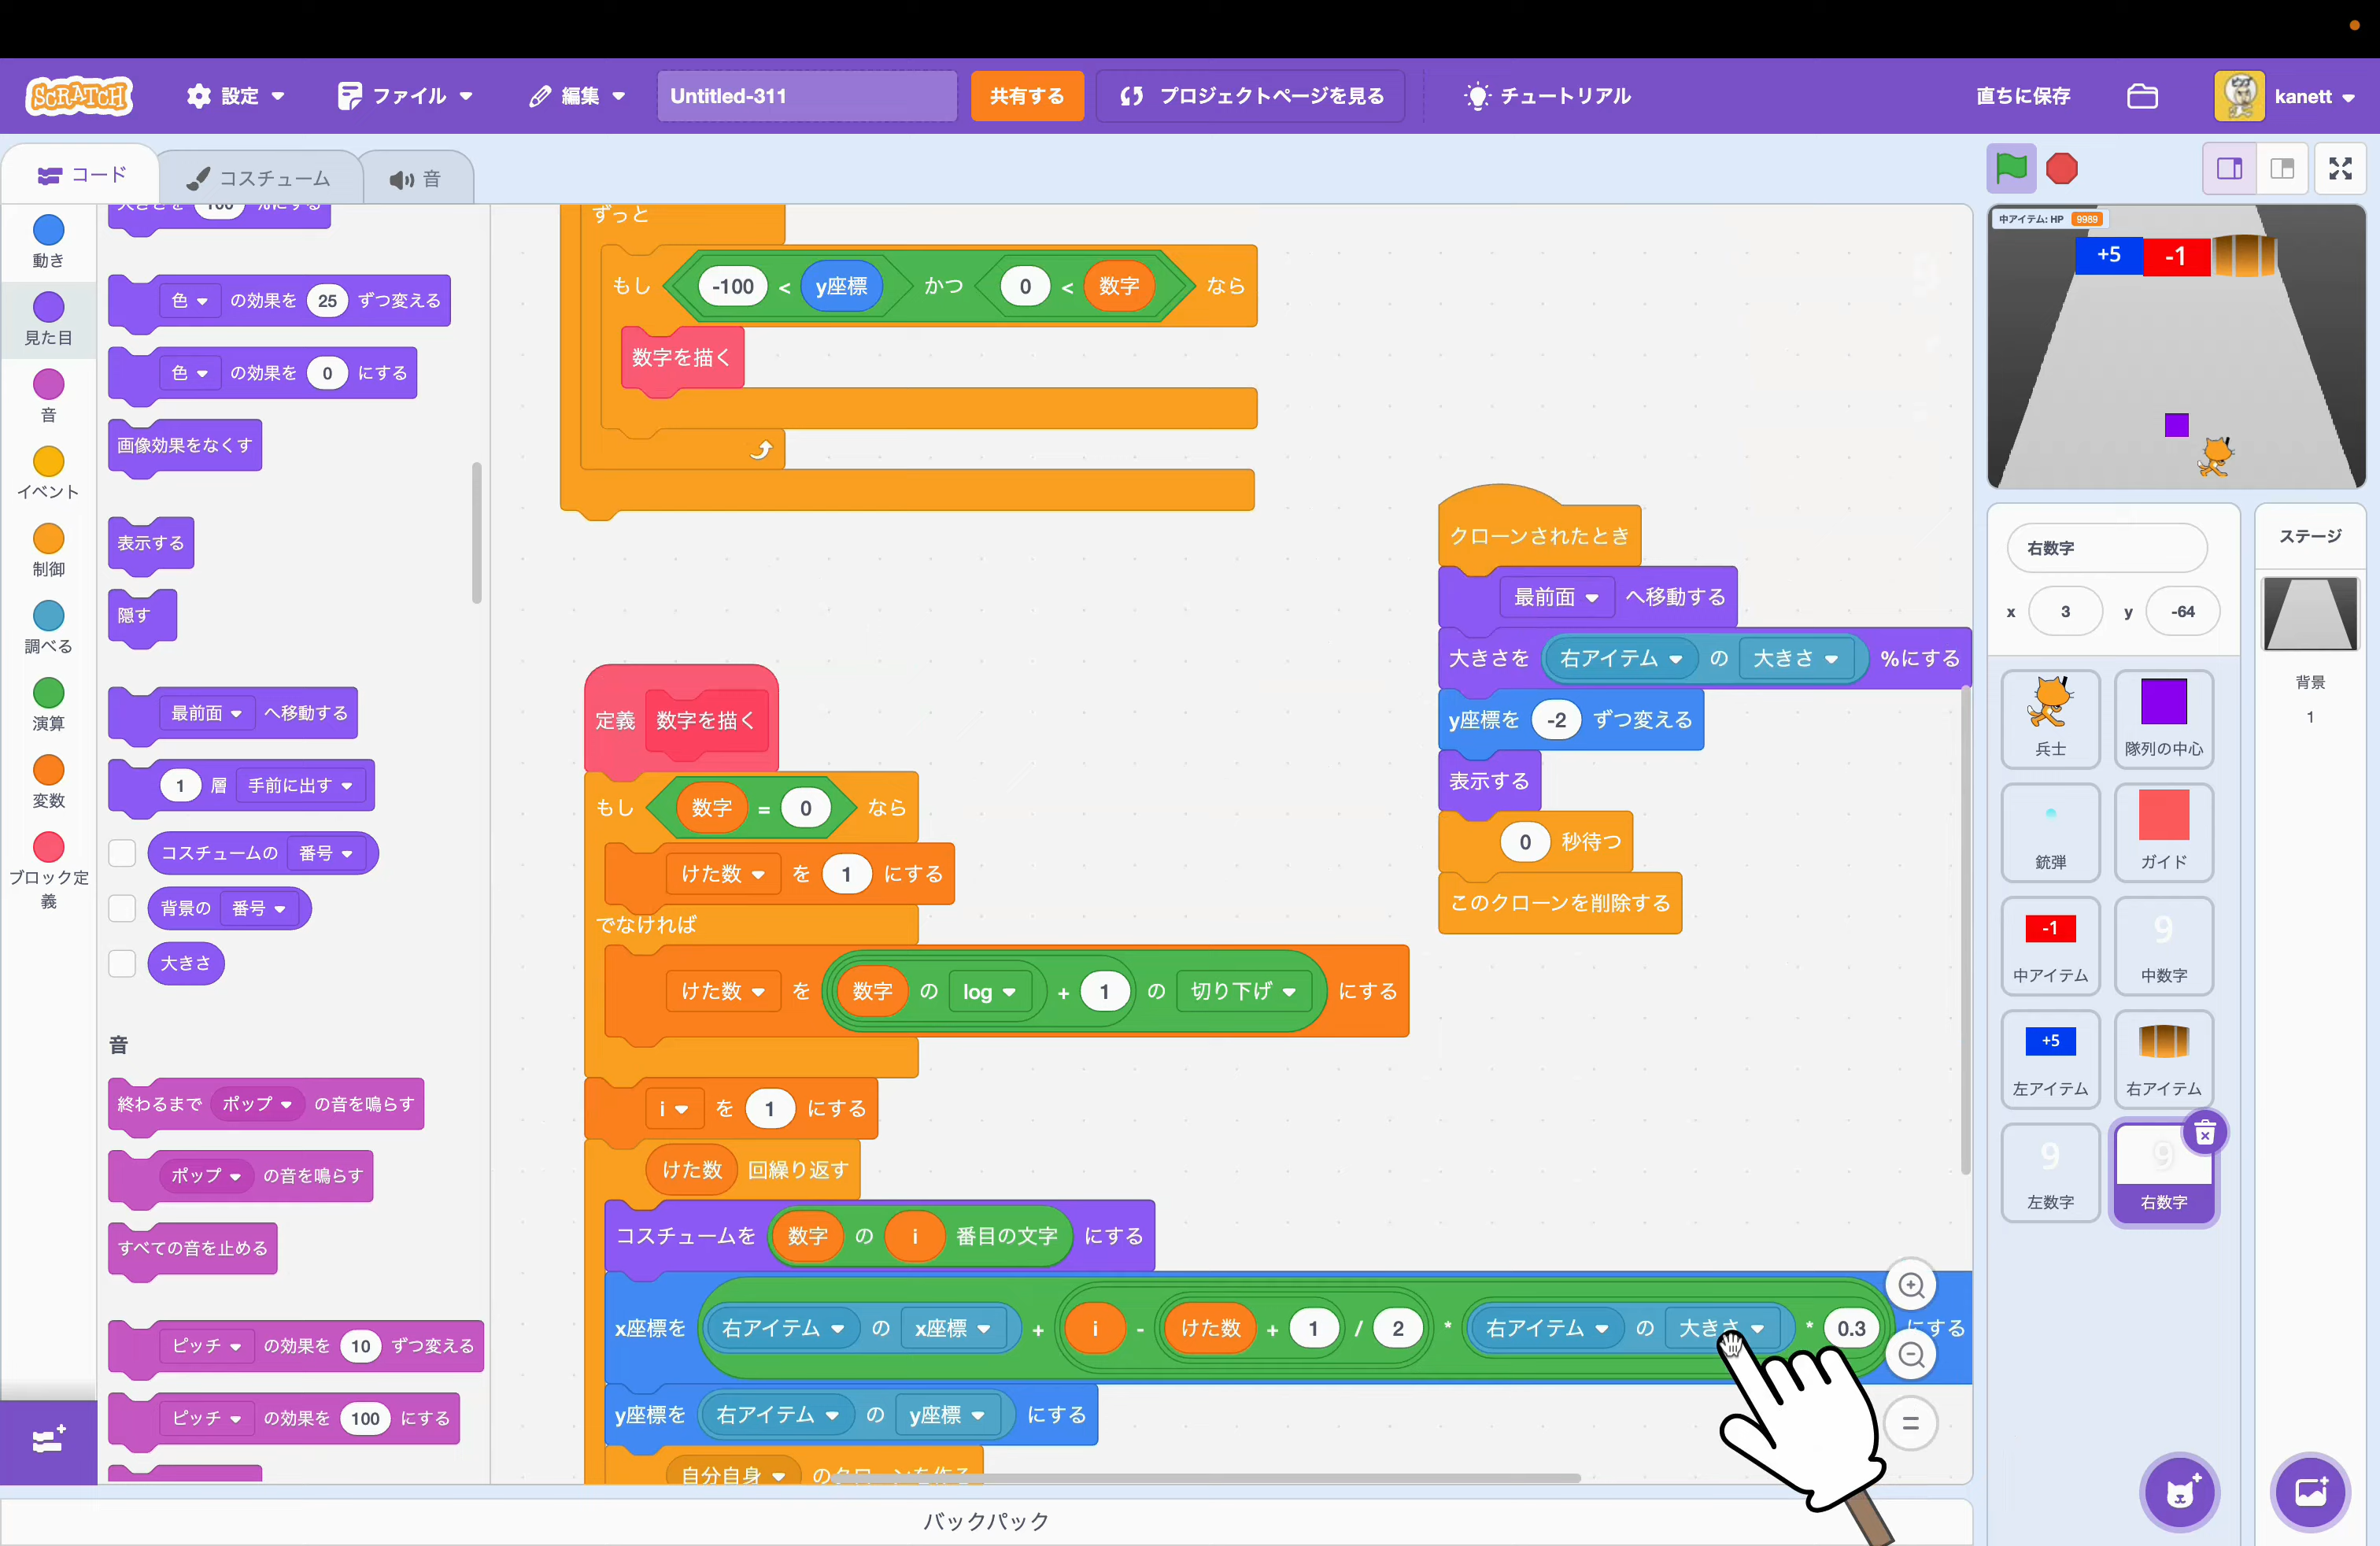 SCRATCH 設定 ファイル 編集 Untitled-311 共有する プロジェクトページを見る チュートリアル 直ちに保存 kanett
コード コスチューム 音
動き
見た目
音
イベント
制御
調べる
演算
変数
ブロック定
義
大きさを 100 %にする
色 の効果を 25 ずつ変える
色 の効果を 0 にする
画像効果をなくす
表示する
隠す
最前面 へ移動する
1 層 手前に出す
コスチュームの 番号
背景の 番号
大きさ
音
終わるまで ポップ の音を鳴らす
ポップ の音を鳴らす
すべての音を止める
ピッチ の効果を 10 ずつ変える
ピッチ の効果を 100 にする
ずっと
もし -100 < y座標 かつ 0 < 数字 なら
数字を描く
定義 数字を描く
もし 数字 = 0 なら
けた数 を 1 にする
でなければ
けた数 を 数字 の log + 1 の 切り下げ にする
i を 1 にする
けた数 回繰り返す
コスチュームを 数字 の i 番目の文字 にする
x座標を 右アイテム の x座標 + i - けた数 + 1 / 2 * 右アイテム の 大きさ * 0.3 にする
y座標を 右アイテム の y座標 にする
自分自身 のクローンを作る
クローンされたとき
最前面 へ移動する
大きさを 右アイテム の 大きさ %にする
y座標を -2 ずつ変える
表示する
0 秒待つ
このクローンを削除する
バックパック
中アイテム: HP 9989
+5 -1
右数字
x 3 y -64
兵士 隊列の中心
銃弾 ガイド
-1 9
中アイテム 中数字
+5
左アイテム 右アイテム
9 9
左数字 右数字
ステージ
背景
1